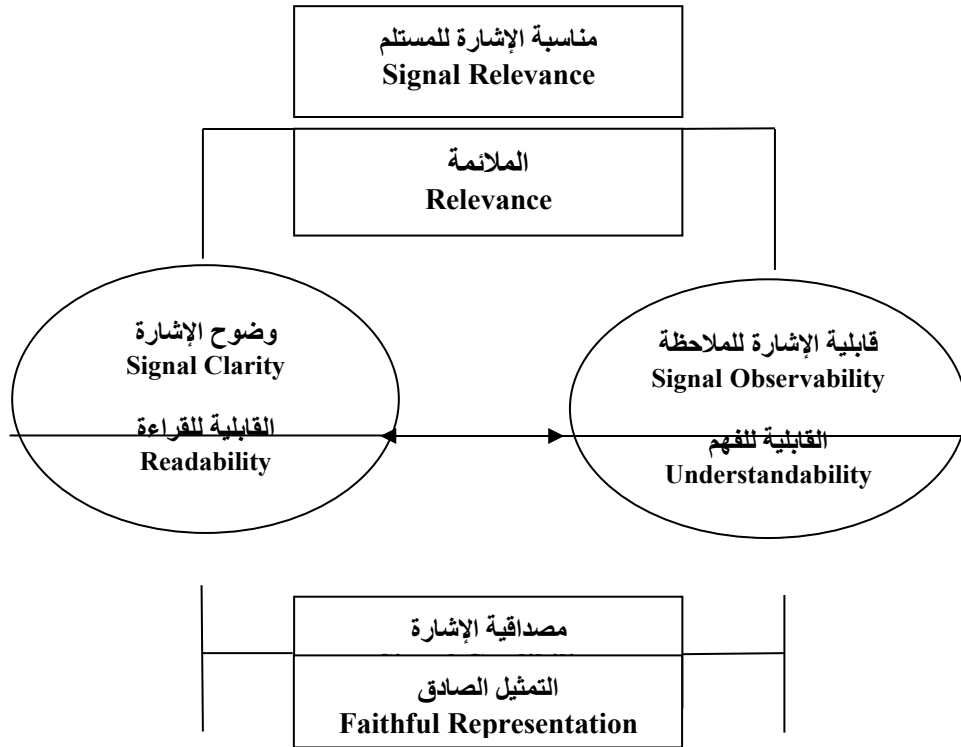 مناسبة الإشارة للمستلم
Signal Relevance
الملائمة
Relevance
وضوح الإشارة
Signal Clarity
القابلية للقراءة
Readability
قابلية الإشارة للملاحظة
Signal Observability
القابلية للفهم
Understandability
مصداقية الإشارة
التمثيل الصادق
Faithful Representation